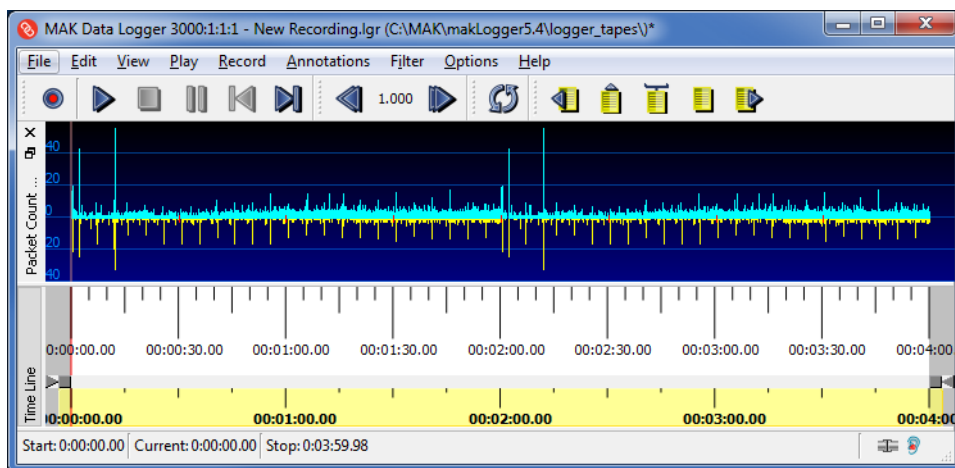 MAK Data Logger 3000:1:1:1 - New Recording.lgr (C:\MAK\makLogger5.4\logger_tapes\)*
File Edit View Play Record Annotations Filter Options Help
1.000
Packet Count ...
40
20
0
20
40
Time Line
0:00:00.00 00:00:30.00 00:01:00.00 00:01:30.00 00:02:00.00 00:02:30.00 00:03:00.00 00:03:30.00 00:04:00
0:00:00.00 00:01:00.00 00:02:00.00 00:03:00.00 00:04:00
Start: 0:00:00.00 Current: 0:00:00.00 Stop: 0:03:59.98